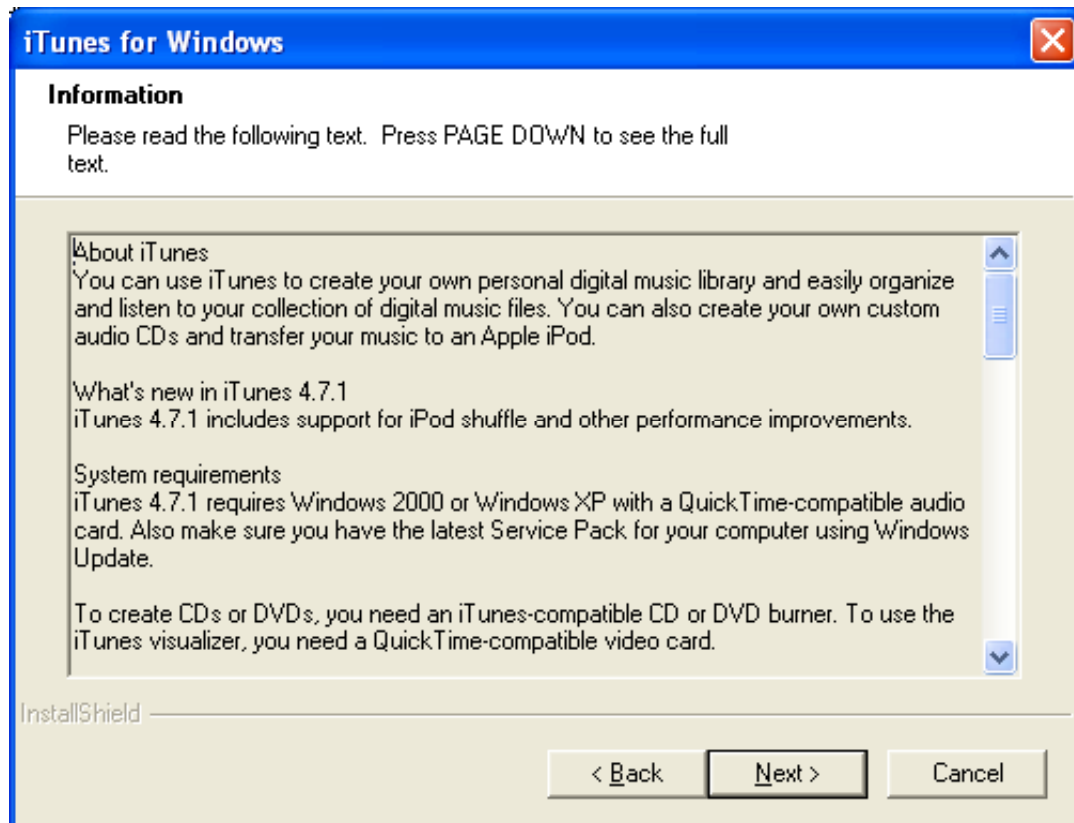 iTunes for Windows
Information
Please read the following text.  Press PAGE DOWN to see the full
text.
About iTunes
You can use iTunes to create your own personal digital music library and easily organize
and listen to your collection of digital music files. You can also create your own custom
audio CDs and transfer your music to an Apple iPod.
What's new in iTunes 4.7.1
iTunes 4.7.1 includes support for iPod shuffle and other performance improvements.
System requirements
iTunes 4.7.1 requires Windows 2000 or Windows XP with a QuickTime-compatible audio
card. Also make sure you have the latest Service Pack for your computer using Windows
Update.
To create CDs or DVDs, you need an iTunes-compatible CD or DVD burner. To use the
iTunes visualizer, you need a QuickTime-compatible video card.
InstallShield
< Back
Next >
Cancel